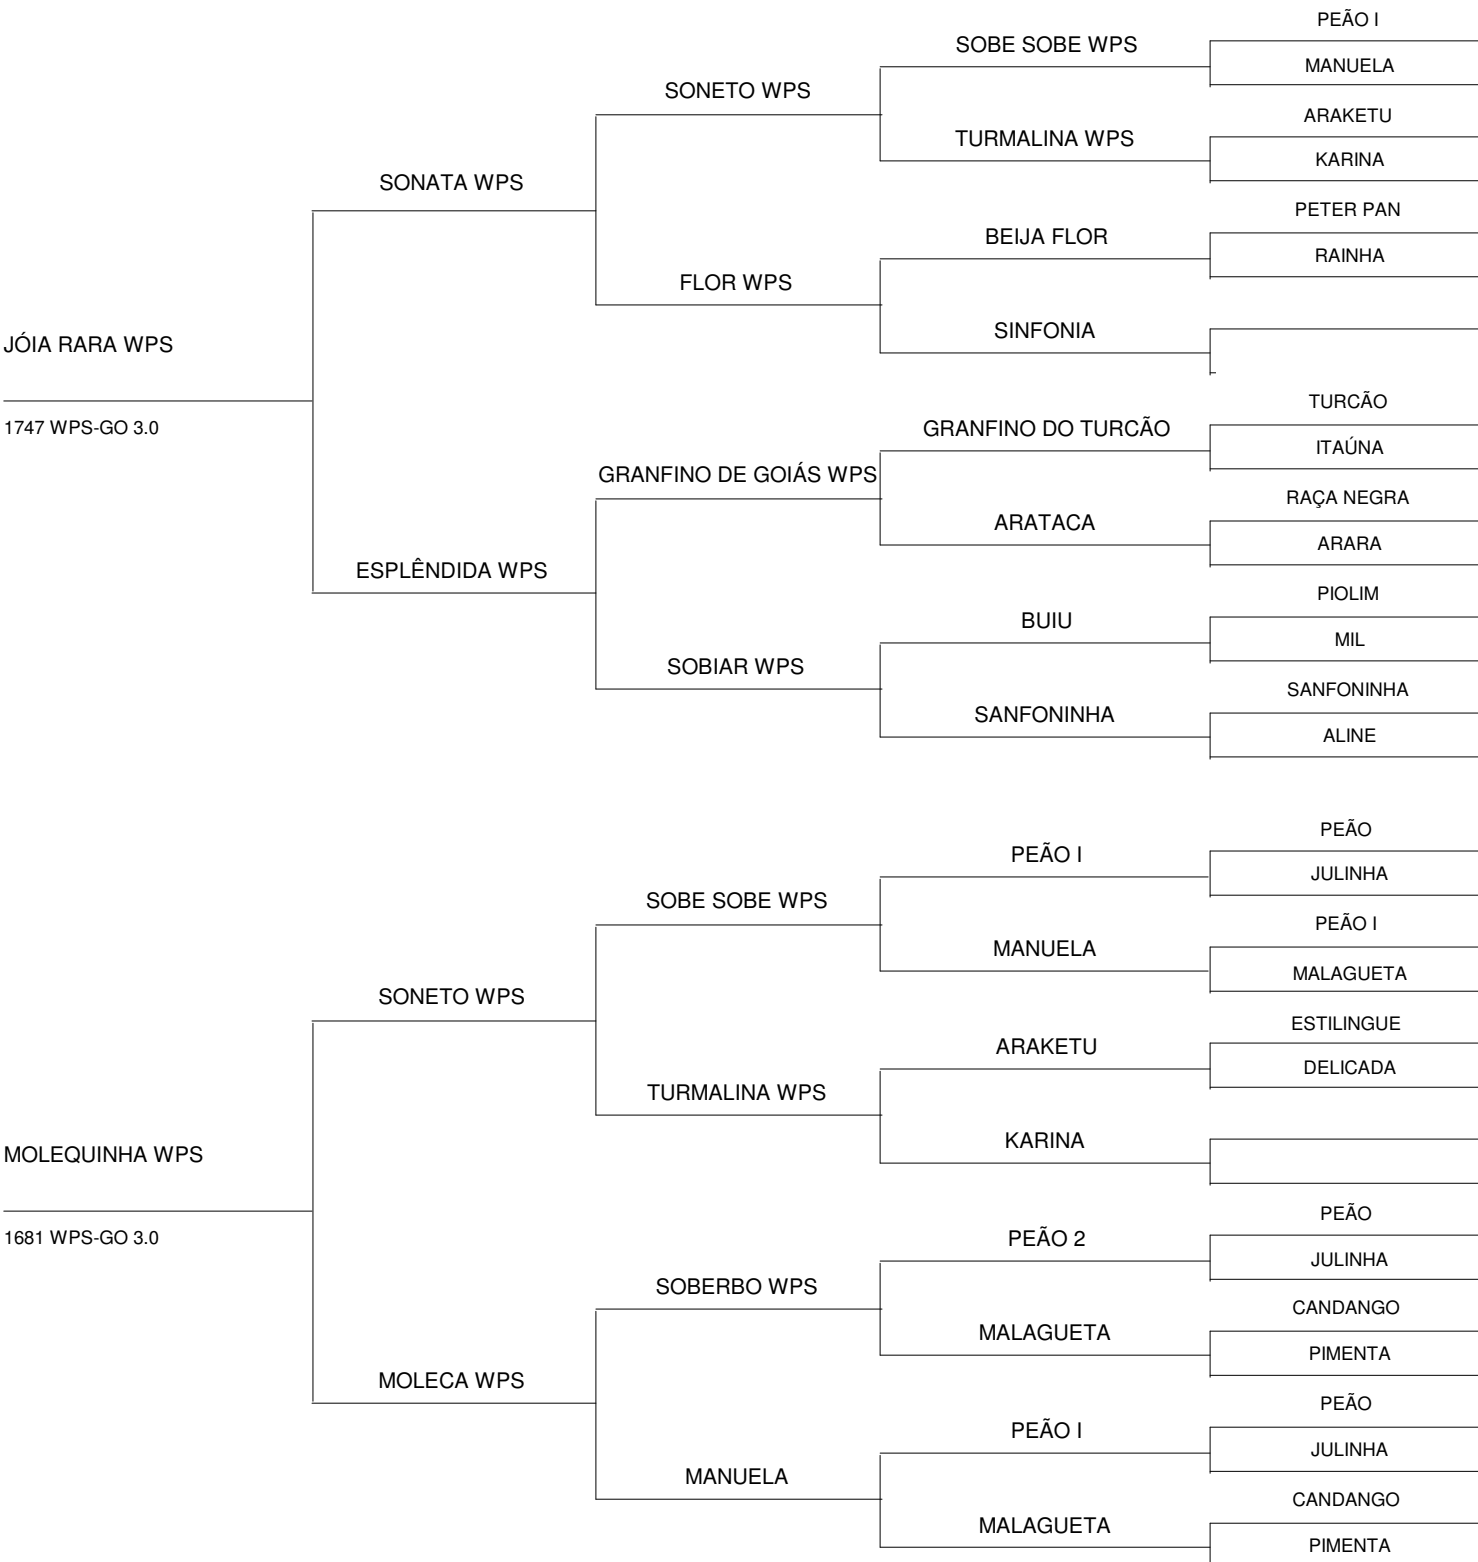 PEÃO I
SOBE SOBE WPS
MANUELA
SONETO WPS
ARAKETU
TURMALINA WPS
KARINA
SONATA WPS
PETER PAN
BEIJA FLOR
RAINHA
FLOR WPS
SINFONIA
JÓIA RARA WPS
TURCÃO
1747 WPS-GO 3.0
GRANFINO DO TURCÃO
ITAÚNA
GRANFINO DE GOIÁS WPS
RAÇA NEGRA
ARATACA
ARARA
ESPLÊNDIDA WPS
PIOLIM
BUIU
MIL
SOBIAR WPS
SANFONINHA
SANFONINHA
ALINE
PEÃO
PEÃO I
JULINHA
SOBE SOBE WPS
PEÃO I
MANUELA
MALAGUETA
SONETO WPS
ESTILINGUE
ARAKETU
DELICADA
TURMALINA WPS
KARINA
MOLEQUINHA WPS
PEÃO
1681 WPS-GO 3.0
PEÃO 2
JULINHA
SOBERBO WPS
CANDANGO
MALAGUETA
PIMENTA
MOLECA WPS
PEÃO
PEÃO I
JULINHA
MANUELA
CANDANGO
MALAGUETA
PIMENTA